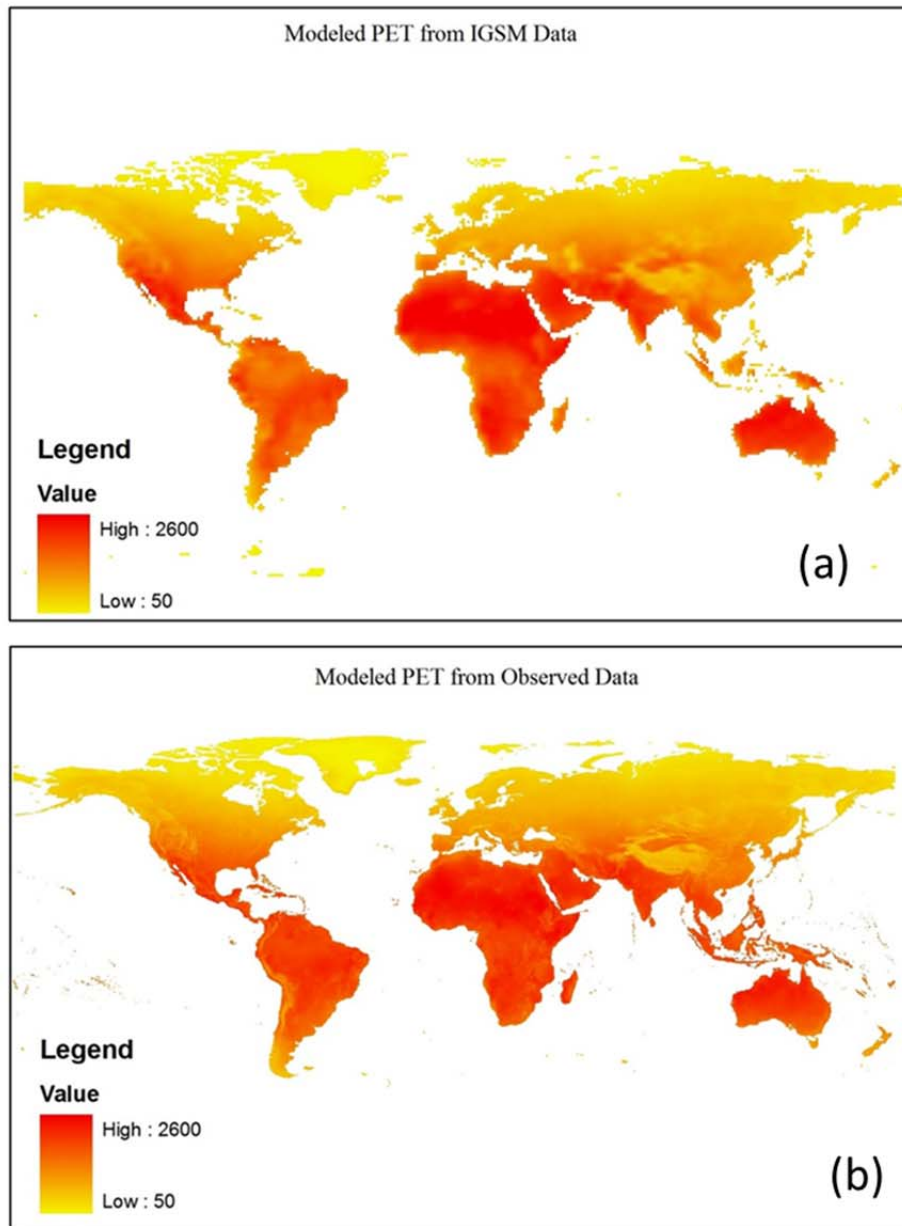 Modeled PET from IGSM Data
Legend
Value
High : 2600
Low : 50
(a)
Modeled PET from Observed Data
Legend
Value
High : 2600
Low : 50
(b)